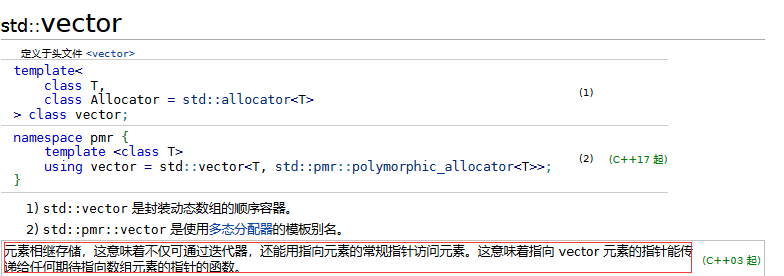 std::vector
定义于头文件 <vector>
template<
    class T,
    class Allocator = std::allocator<T>
> class vector;
(1)
namespace pmr {
    template <class T>
    using vector = std::vector<T, std::pmr::polymorphic_allocator<T>>;
}
(2) (C++17 起)
1) std::vector 是封装动态数组的顺序容器。
2) std::pmr::vector 是使用多态分配器的模板别名。
元素相继存储，这意味着不仅可通过迭代器，还能用指向元素的常规指针访问元素。这意味着指向 vector 元素的指针能传
递给任何期待指向数组元素的指针的函数。
(C++03 起)